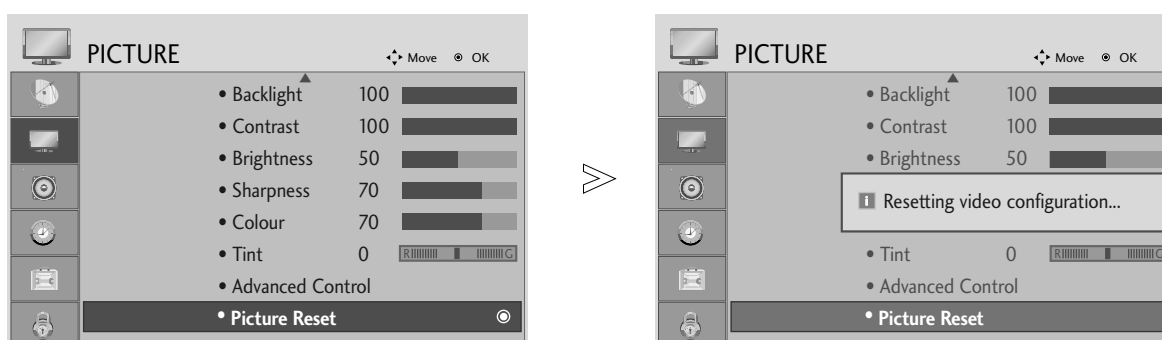 PICTURE Move OK
• Backlight 100
• Contrast 100
• Brightness 50
• Sharpness 70
• Colour 70
• Tint 0 R G
• Advanced Control
• Picture Reset
PICTURE Move OK
• Backlight 100
• Contrast 100
• Brightness 50
i Resetting video configuration...
• Tint 0 R G
• Advanced Control
• Picture Reset